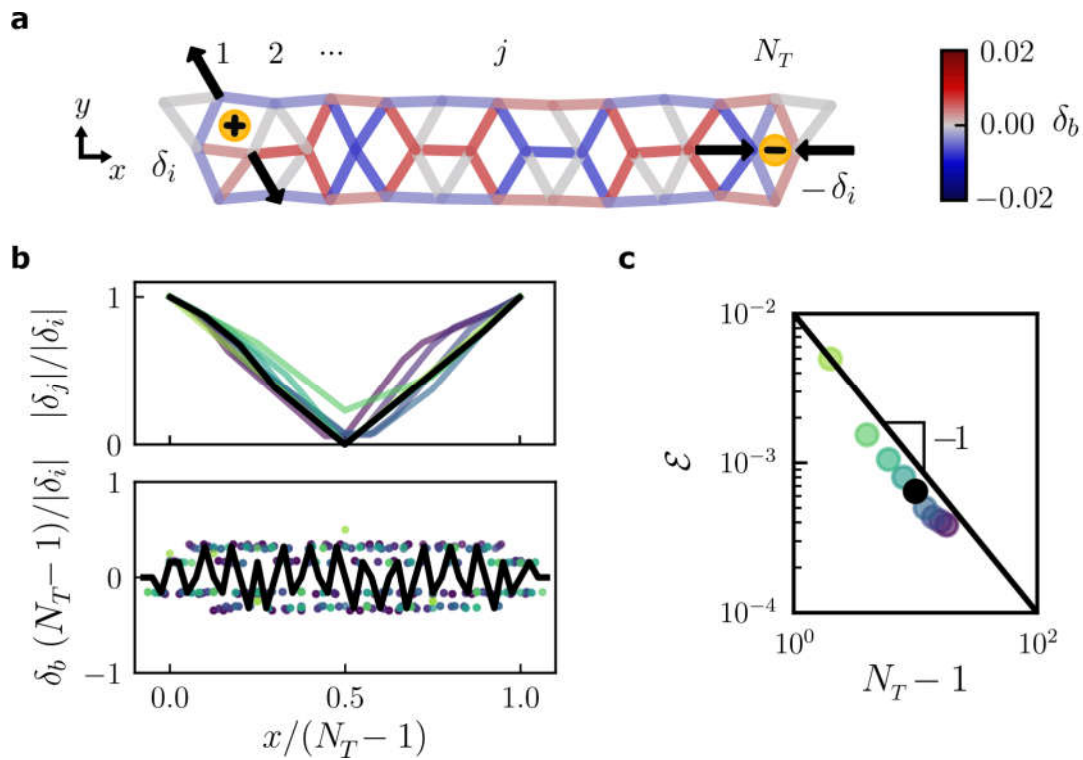 a
1 2 ... j N_T
+ −
y
x
δ_i
−δ_i
0.02
0.00
−0.02
δ_b
b
|δ_j|/|δ_i|
1
0
δ_b (N_T − 1)/|δ_i|
1
0
−1
0.0 0.5 1.0
x/(N_T − 1)
c
ℰ
10^−2
10^−3
10^−4
−1
10^0 10^2
N_T − 1